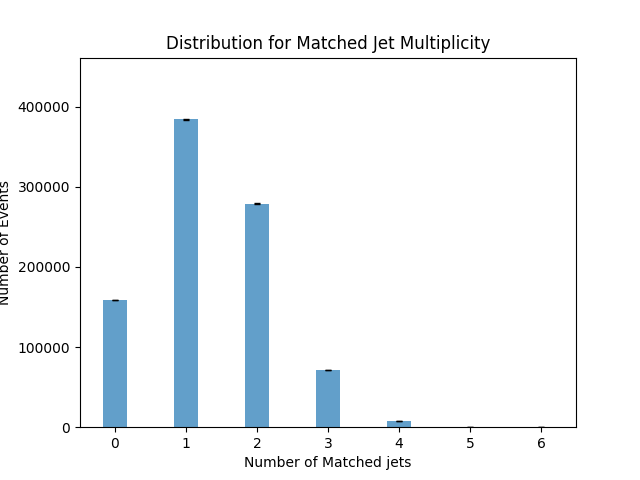 Distribution for Matched Jet Multiplicity
Number of Events
400000
300000
200000
100000
0
0 1 2 3 4 5 6
Number of Matched jets